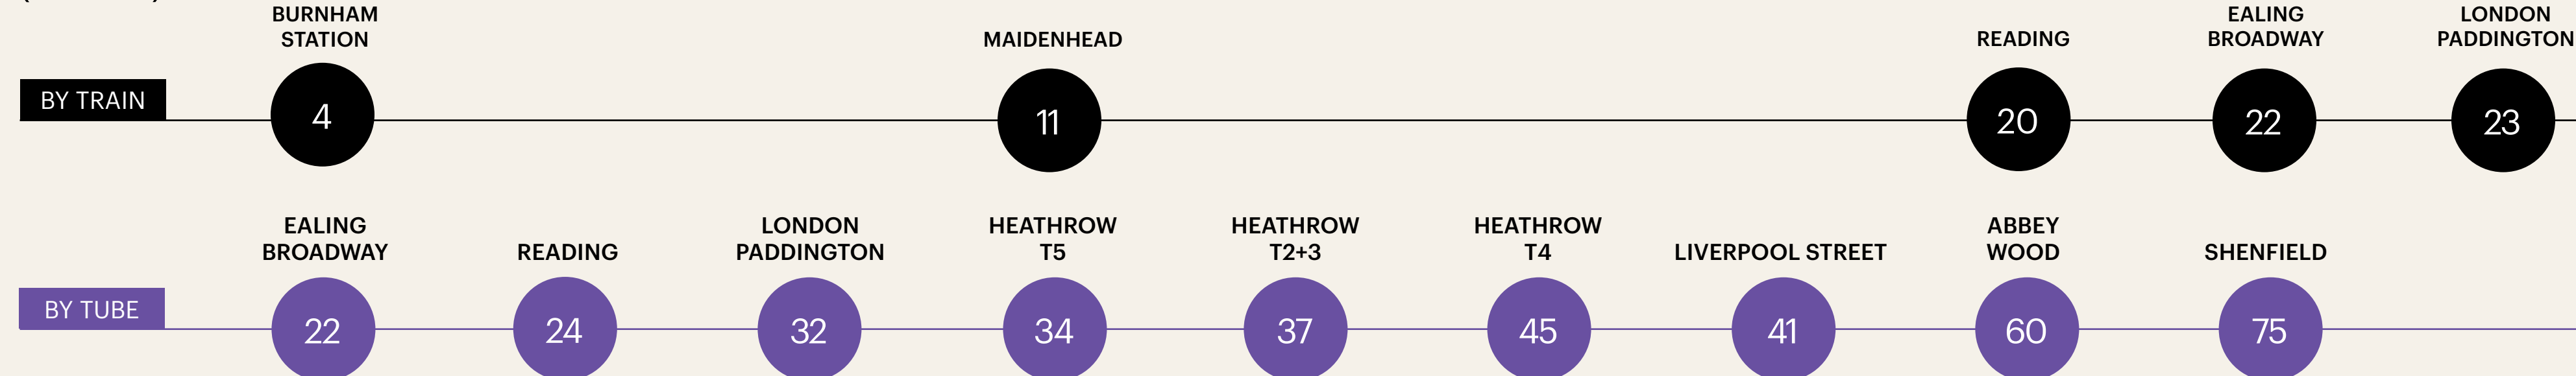 BURNHAM
STATION
MAIDENHEAD
READING
EALING
BROADWAY
LONDON
PADDINGTON
BY TRAIN
4
11
20
22
23
EALING
BROADWAY
READING
LONDON
PADDINGTON
HEATHROW
T5
HEATHROW
T2+3
HEATHROW
T4
LIVERPOOL STREET
ABBEY
WOOD
SHENFIELD
BY TUBE
22
24
32
34
37
45
41
60
75